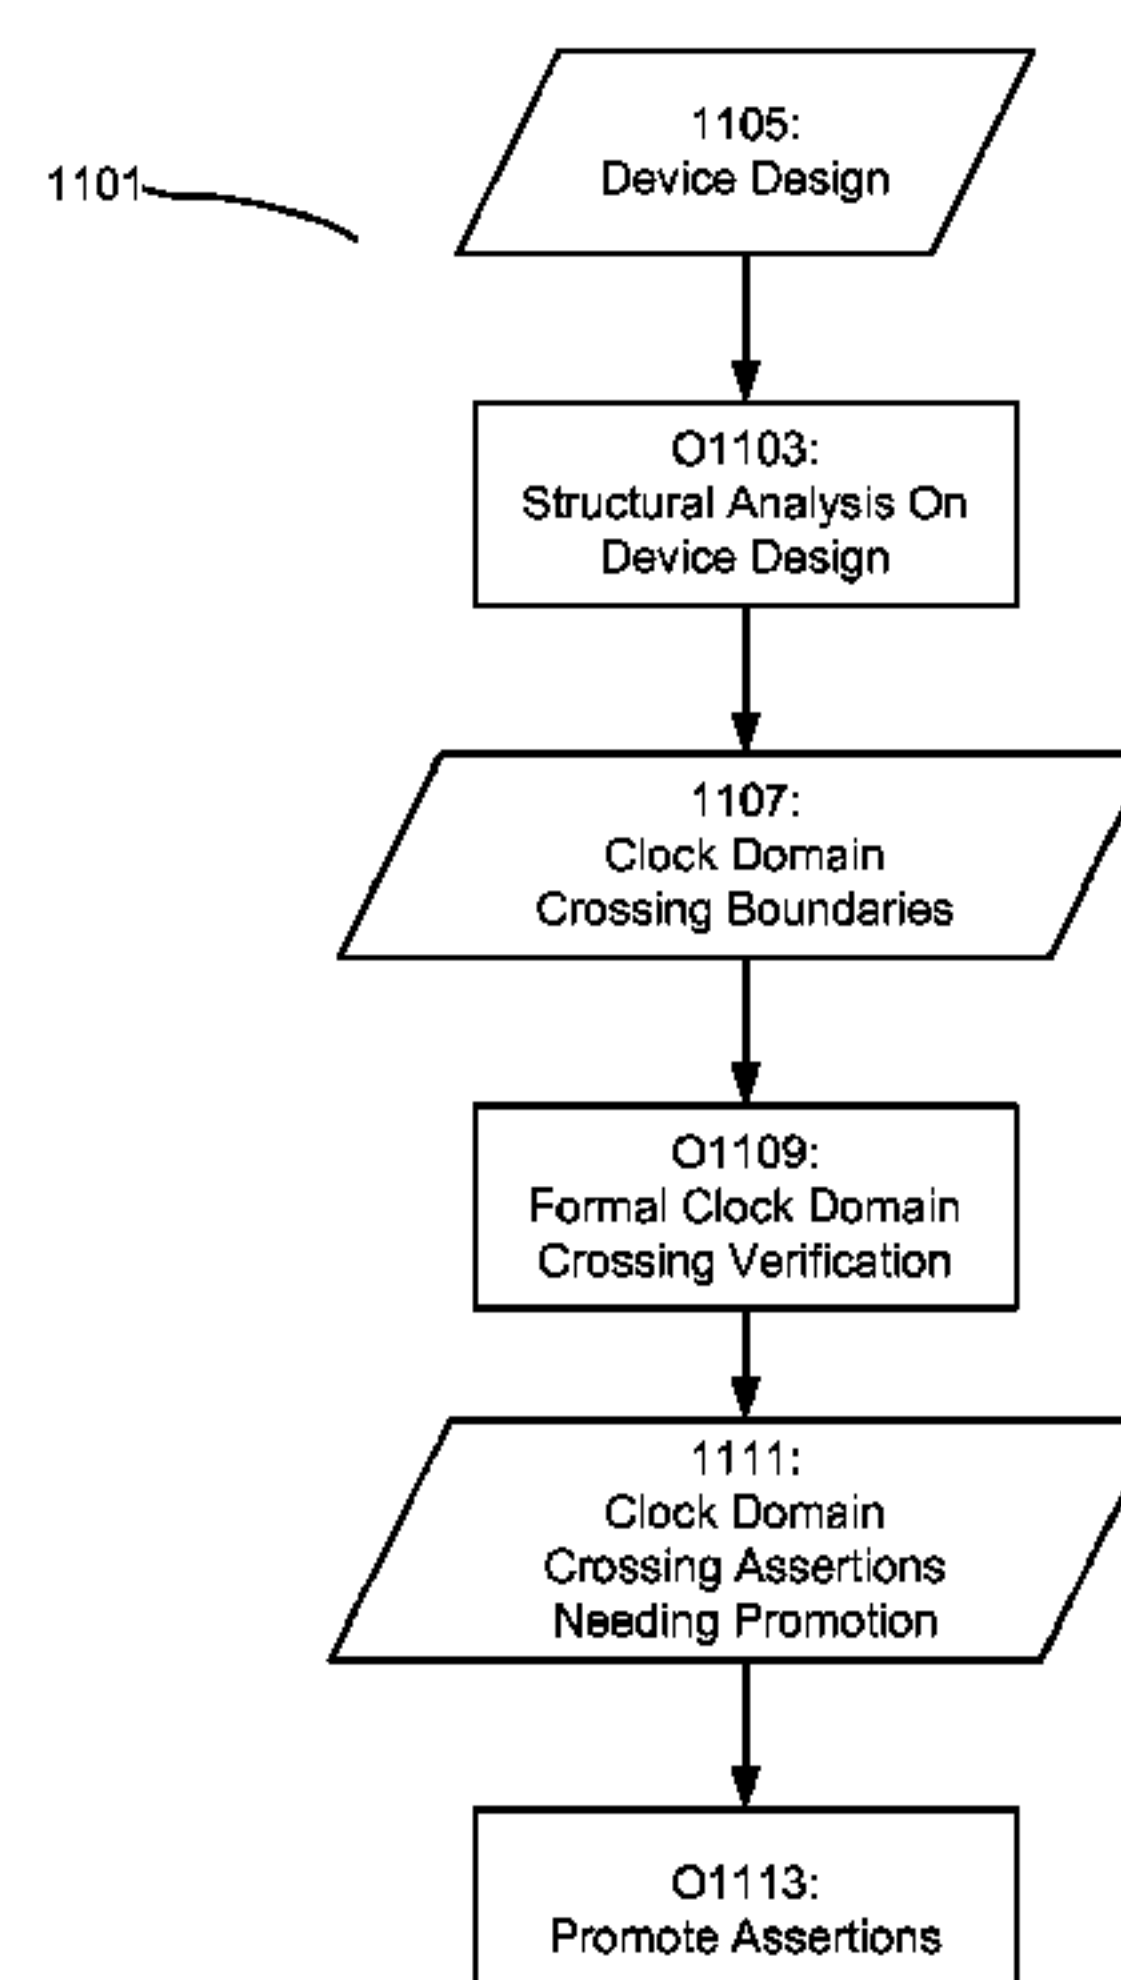 1105:
Device Design
1101
O1103:
Structural Analysis On
Device Design
1107:
Clock Domain
Crossing Boundaries
O1109:
Formal Clock Domain
Crossing Verification
1111:
Clock Domain
Crossing Assertions
Needing Promotion
O1113:
Promote Assertions